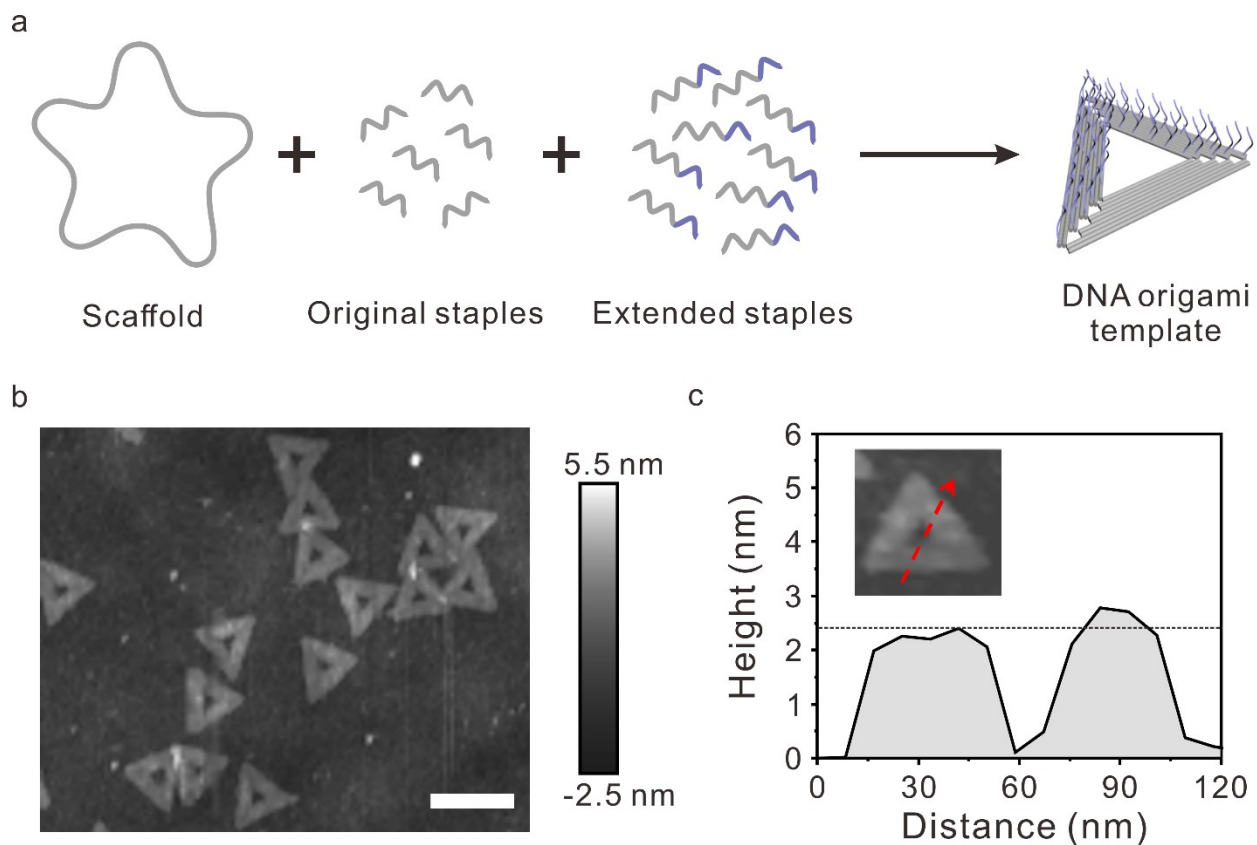 a
+
+
Scaffold
Original staples
Extended staples
DNA origami
template
b
5.5 nm
-2.5 nm
c
Height (nm)
6
5
4
3
2
1
0
0
30
60
90
120
Distance (nm)